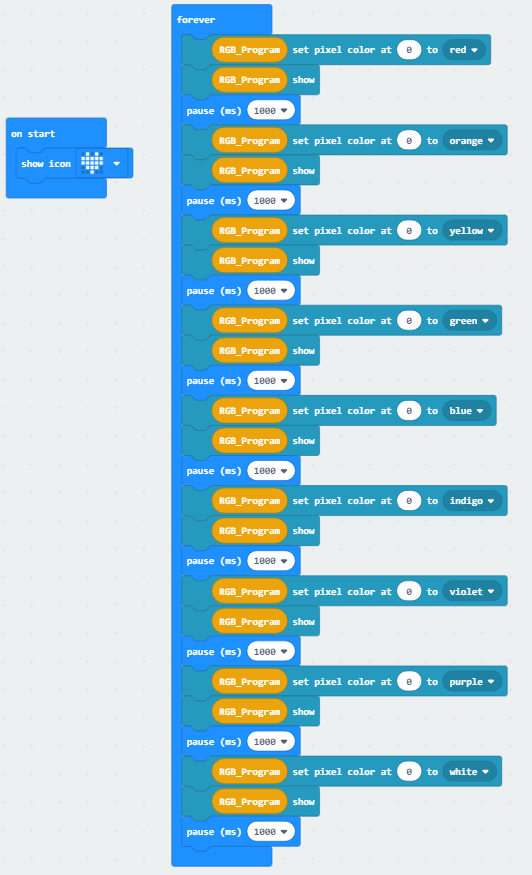 on start
show icon
forever
RGB_Program set pixel color at 0 to red
RGB_Program show
pause (ms) 1000
RGB_Program set pixel color at 0 to orange
RGB_Program show
pause (ms) 1000
RGB_Program set pixel color at 0 to yellow
RGB_Program show
pause (ms) 1000
RGB_Program set pixel color at 0 to green
RGB_Program show
pause (ms) 1000
RGB_Program set pixel color at 0 to blue
RGB_Program show
pause (ms) 1000
RGB_Program set pixel color at 0 to indigo
RGB_Program show
pause (ms) 1000
RGB_Program set pixel color at 0 to violet
RGB_Program show
pause (ms) 1000
RGB_Program set pixel color at 0 to purple
RGB_Program show
pause (ms) 1000
RGB_Program set pixel color at 0 to white
RGB_Program show
pause (ms) 1000